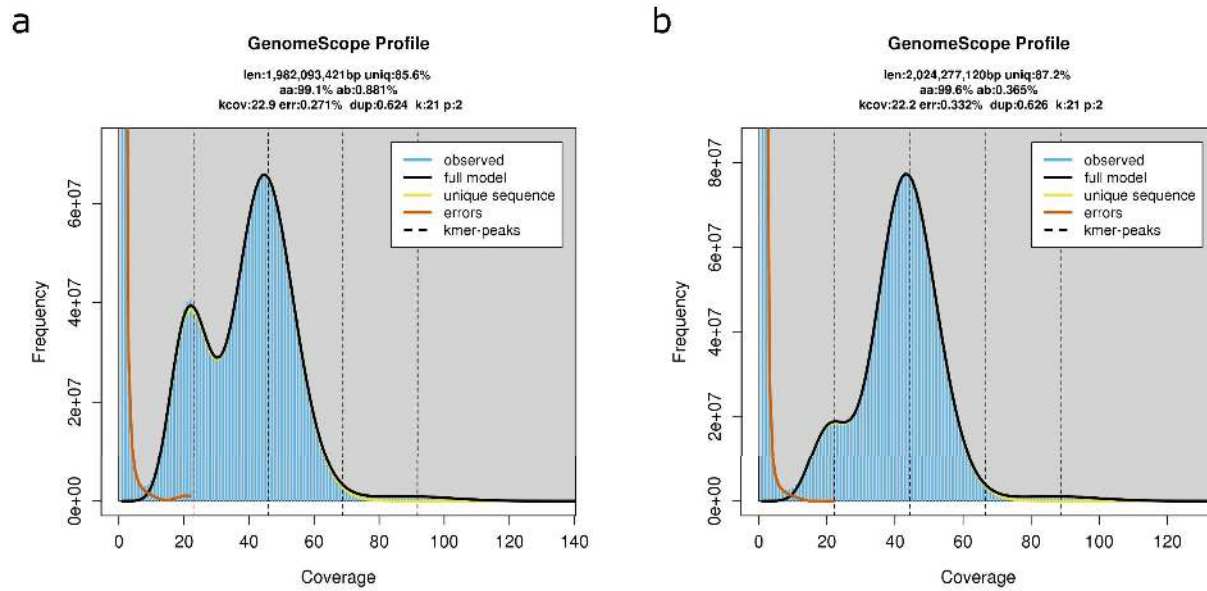 a
GenomeScope Profile
len:1,982,093,421bp uniq:85.6%
aa:99.1% ab:0.881%
kcov:22.9 err:0.271% dup:0.624 k:21 p:2
observed
full model
unique sequence
errors
kmer-peaks
Frequency
6e+07
4e+07
2e+07
0e+00
0 20 40 60 80 100 120 140
Coverage
b
GenomeScope Profile
len:2,024,277,120bp uniq:87.2%
aa:99.6% ab:0.365%
kcov:22.2 err:0.332% dup:0.626 k:21 p:2
observed
full model
unique sequence
errors
kmer-peaks
Frequency
8e+07
6e+07
4e+07
2e+07
0e+00
0 20 40 60 80 100 120
Coverage